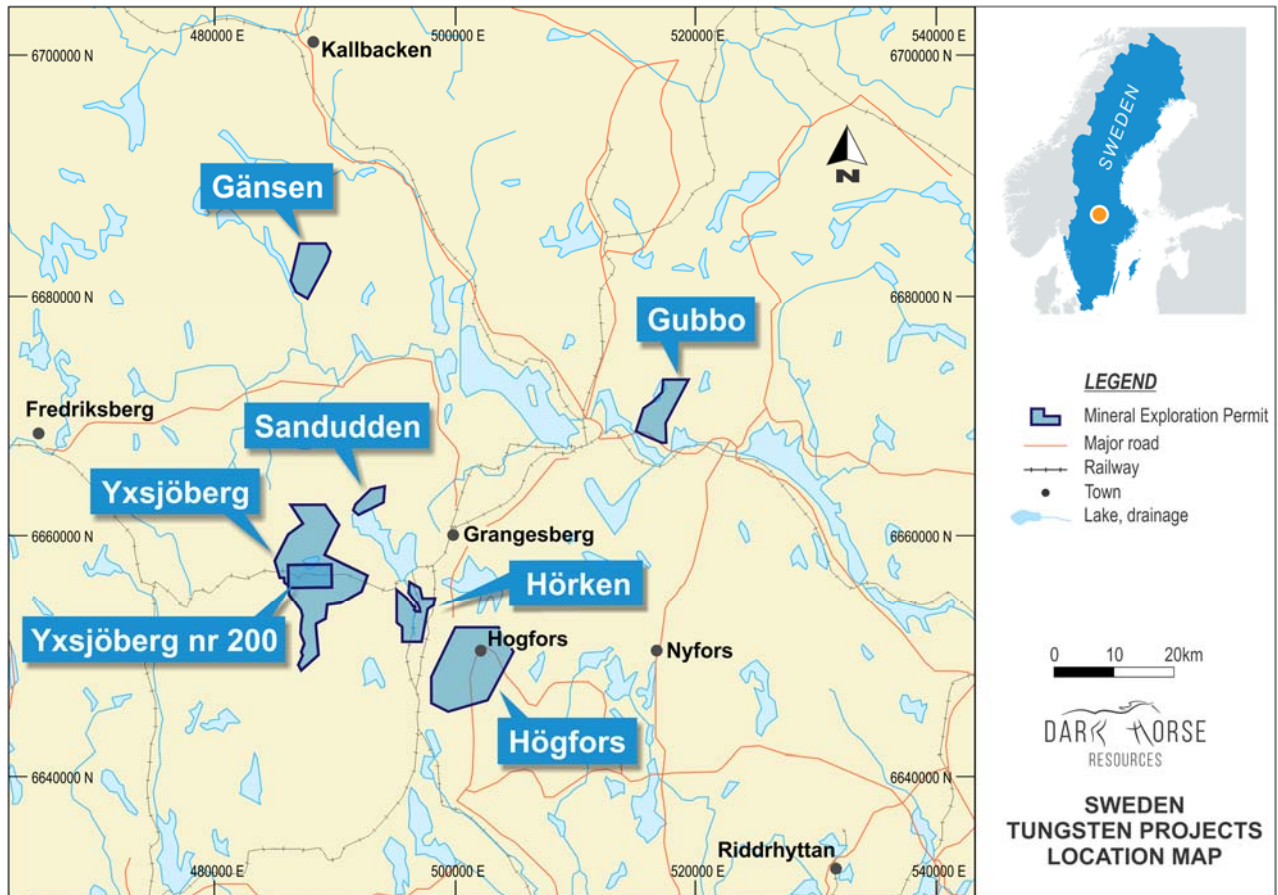 480000 E
500000 E
520000 E
540000 E
6700000 N
6700000 N
Kallbacken
N
Gänsen
6680000 N
6680000 N
Gubbo
Fredriksberg
Sandudden
Yxsjöberg
6660000 N
Grangesberg
6660000 N
Hörken
Yxsjöberg nr 200
Hogfors
Nyfors
Högfors
6640000 N
6640000 N
Riddrhyttan
480000 E
500000 E
520000 E
540000 E
SWEDEN
LEGEND
Mineral Exploration Permit
Major road
Railway
Town
Lake, drainage
0 10 20km
DARK HORSE
RESOURCES
SWEDEN
TUNGSTEN PROJECTS
LOCATION MAP